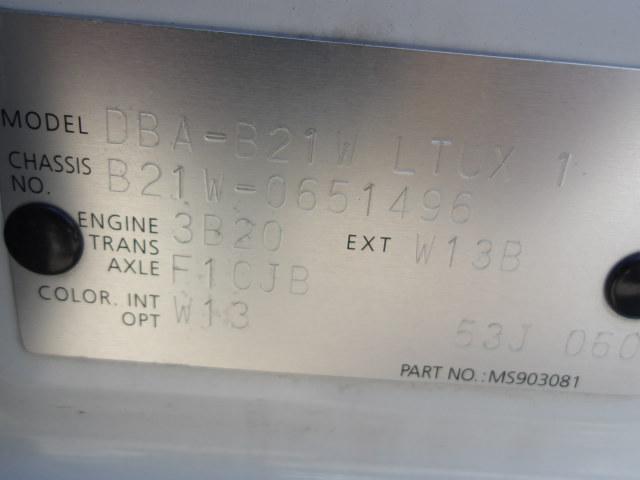 MODEL DBA-B21W LTUX 1
CHASSIS NO. B21W-0651496
ENGINE 3B20 EXT W13B
TRANS AXLE F1CJB
COLOR. INT W13
OPT 53J 060
PART NO.:MS903081